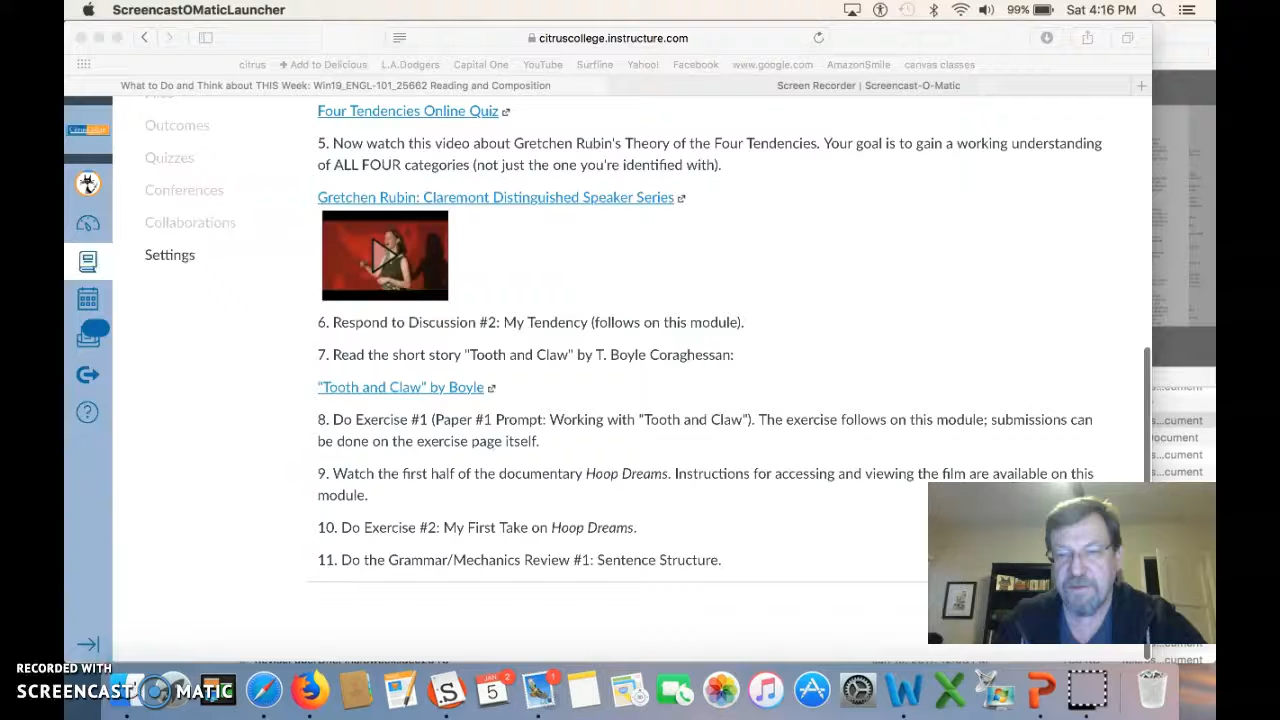 ScreencastOMaticLauncher
99%
Sat 4:16 PM
citruscollege.instructure.com
citrus
+ Add to Delicious
L.A.Dodgers
Capital One
YouTube
Surfline
Yahoo!
Facebook
www.google.com
AmazonSmile
canvas classes
What to Do and Think about THIS Week: Win19_ENGL-101_25662 Reading and Composition
Screen Recorder | Screencast-O-Matic
Outcomes
Quizzes
Conferences
Collaborations
Settings
Four Tendencies Online Quiz
5. Now watch this video about Gretchen Rubin's Theory of the Four Tendencies. Your goal is to gain a working understanding
of ALL FOUR categories (not just the one you're identified with).
Gretchen Rubin: Claremont Distinguished Speaker Series
6. Respond to Discussion #2: My Tendency (follows on this module).
7. Read the short story "Tooth and Claw" by T. Boyle Coraghessan:
"Tooth and Claw" by Boyle
8. Do Exercise #1 (Paper #1 Prompt: Working with "Tooth and Claw"). The exercise follows on this module; submissions can
be done on the exercise page itself.
9. Watch the first half of the documentary Hoop Dreams. Instructions for accessing and viewing the film are available on this
module.
10. Do Exercise #2: My First Take on Hoop Dreams.
11. Do the Grammar/Mechanics Review #1: Sentence Structure.
...cument
...cument
...cument
RECORDED WITH
SCREENCAST MATIC
JAN
5
2
1